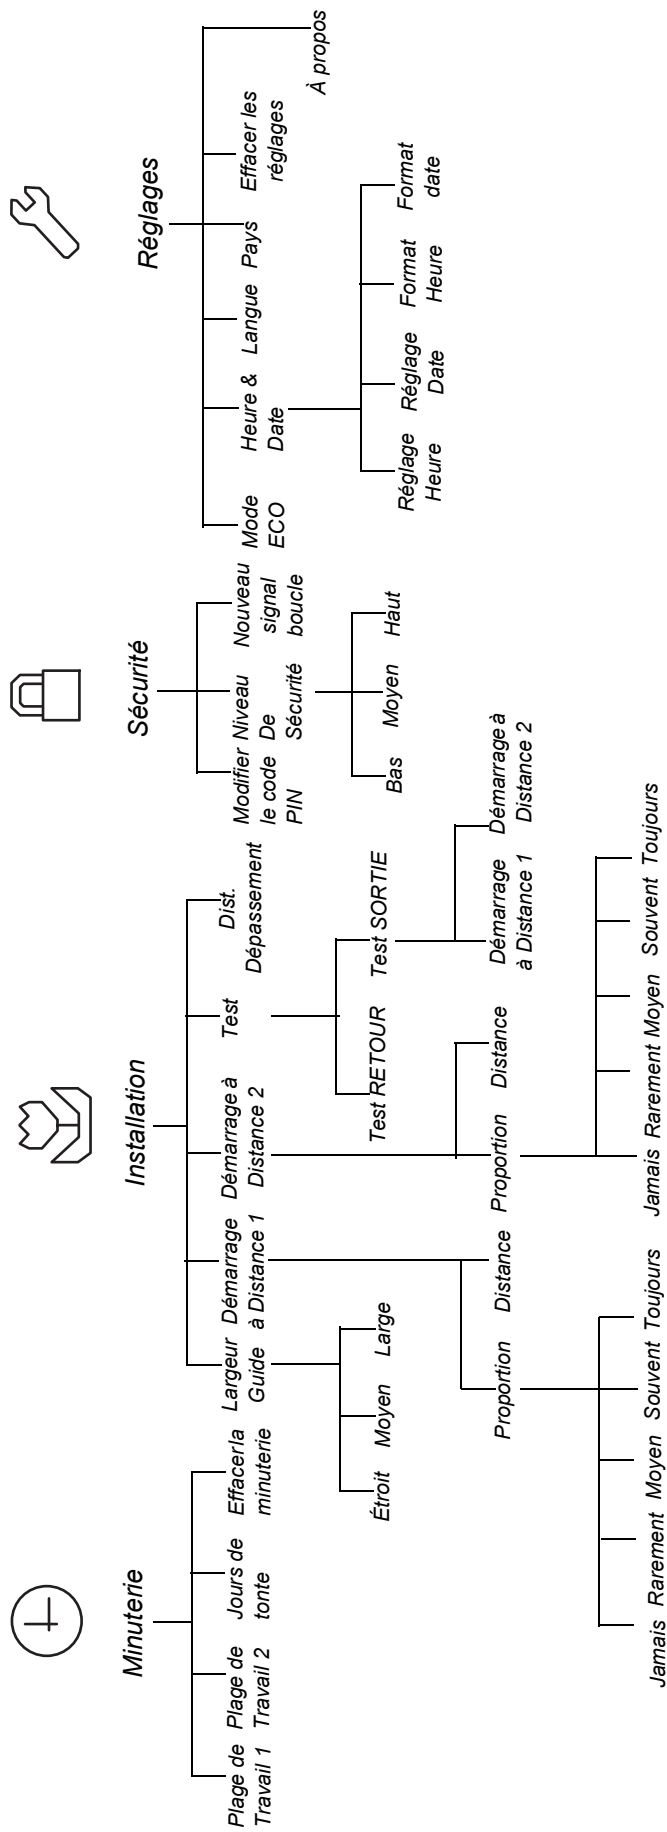 Minuterie
Plage de
Travail 1
Plage de
Travail 2
Jours de
tonte
Effacer la
minuterie
Installation
Largeur
Guide
Étroit
Moyen
Large
Démarrage
à Distance 1
Proportion
Jamais
Rarement
Moyen
Souvent
Toujours
Distance
Démarrage à
Distance 2
Proportion
Jamais
Rarement
Moyen
Souvent
Toujours
Distance
Test
Test RETOUR
Test SORTIE
Démarrage
à Distance 1
Démarrage à
Distance 2
Dist.
Dépassement
Sécurité
Modifier
le code
PIN
Niveau
De
Sécurité
Bas
Moyen
Haut
Nouveau
signal
boucle
Réglages
Mode
ECO
Heure &
Date
Réglage
Heure
Réglage
Date
Format
Heure
Format
date
Langue
Pays
Effacer les
réglages
À propos